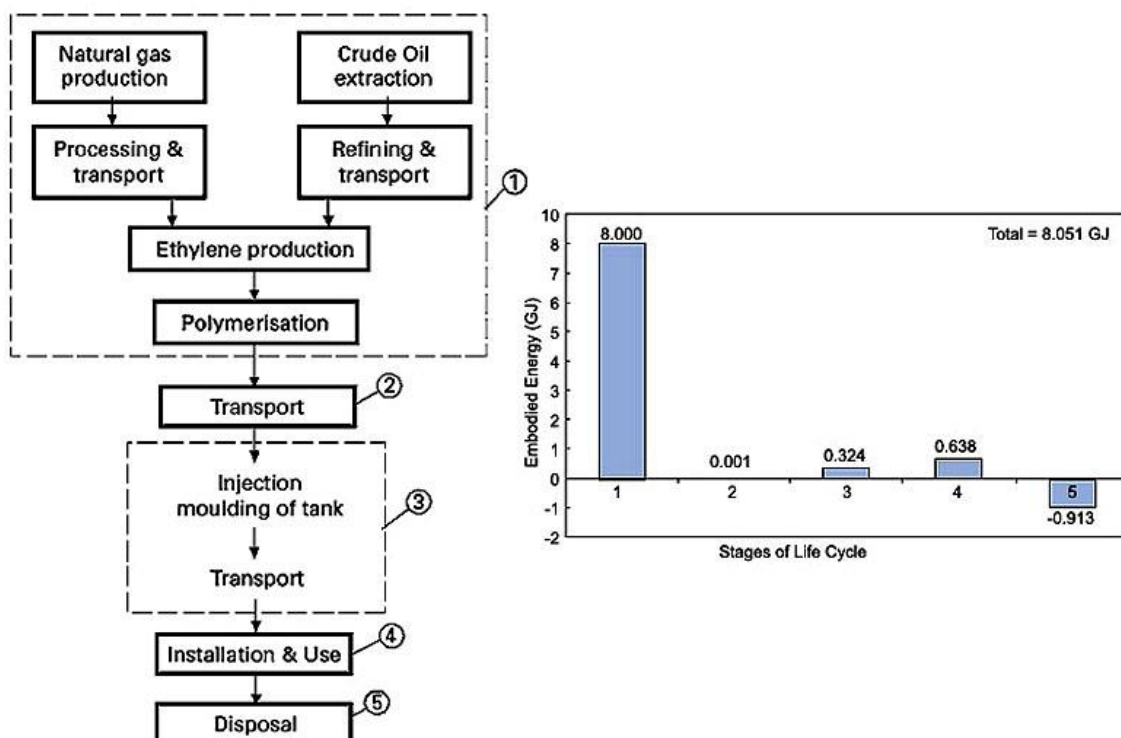 Natural gas
production
Crude Oil
extraction
Processing &
transport
Refining &
transport
①
Ethylene production
Polymerisation
②
Transport
Injection
moulding of tank
③
Transport
④
Installation & Use
⑤
Disposal
Embodied Energy (GJ)
10
9
8
7
6
5
4
3
2
1
0
-1
-2
Total = 8.051 GJ
8.000
0.001
0.324
0.638
-0.913
1
2
3
4
5
Stages of Life Cycle